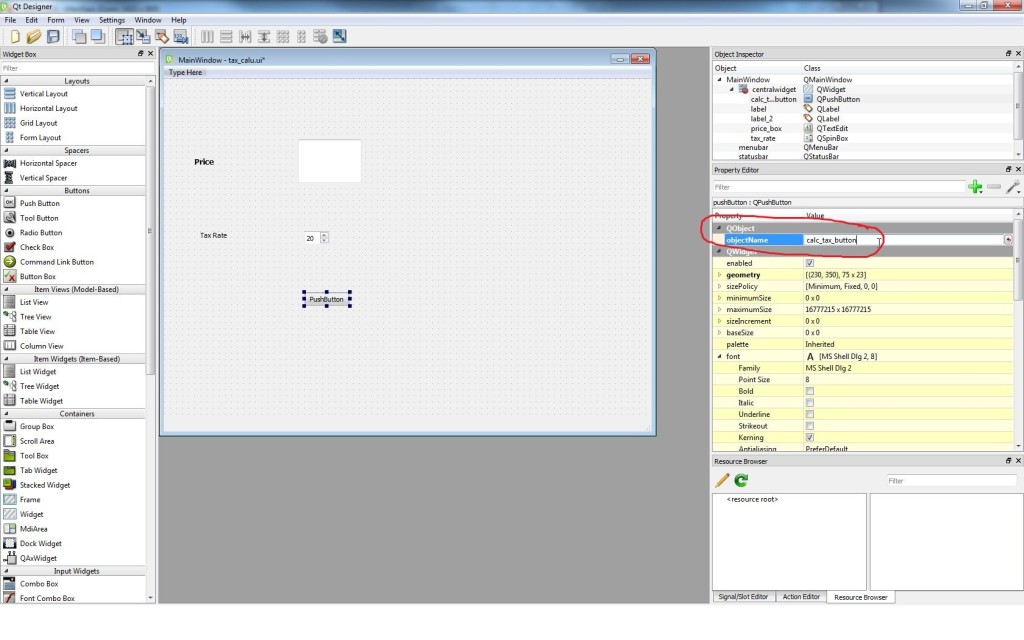 Qt Designer
File Edit Form View Settings Window Help
Widget Box
Filter
Layouts
Vertical Layout
Horizontal Layout
Grid Layout
Form Layout
Spacers
Horizontal Spacer
Vertical Spacer
Buttons
Push Button
Tool Button
Radio Button
Check Box
Command Link Button
Button Box
Item Views (Model-Based)
List View
Tree View
Table View
Column View
Item Widgets (Item-Based)
List Widget
Tree Widget
Table Widget
Containers
Group Box
Scroll Area
Tool Box
Tab Widget
Stacked Widget
Frame
Widget
MdiArea
Dock Widget
QAxWidget
Input Widgets
Combo Box
Font Combo Box
MainWindow - tax_calu.ui*
Type Here
Price
Tax Rate
20
PushButton
Object Inspector
Object Class
MainWindow QMainWindow
centralwidget QWidget
calc_t...button QPushButton
label QLabel
label_2 QLabel
price_box QTextEdit
tax_rate QSpinBox
menubar QMenuBar
statusbar QStatusBar
Property Editor
Filter
pushButton : QPushButton
Property Value
QObject
objectName calc_tax_button
QWidget
enabled
geometry [(230, 350), 75 x 23]
sizePolicy [Minimum, Fixed, 0, 0]
minimumSize 0 x 0
maximumSize 16777215 x 16777215
sizeIncrement 0 x 0
baseSize 0 x 0
palette Inherited
font A [MS Shell Dlg 2, 8]
Family MS Shell Dlg 2
Point Size 8
Bold
Italic
Underline
Strikeout
Kerning
Antialiasing PreferDefault
Resource Browser
Filter
<resource root>
Signal/Slot Editor Action Editor Resource Browser